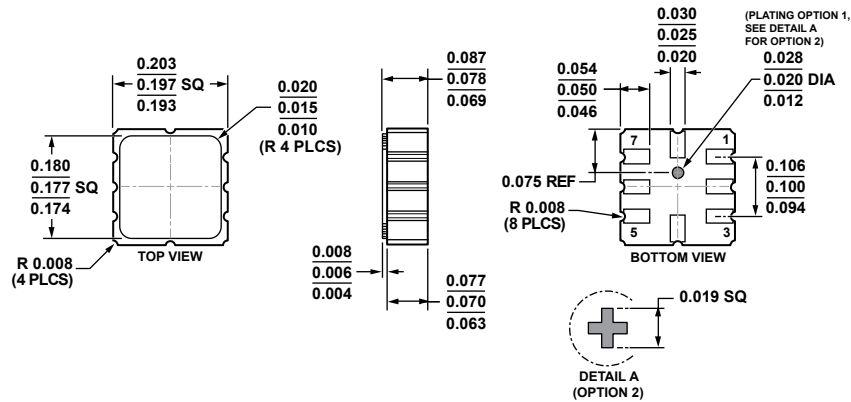 0.203
0.197 SQ
0.193
0.020
0.015
0.010
(R 4 PLCS)
0.180
0.177 SQ
0.174
R 0.008
(4 PLCS)
TOP VIEW
0.087
0.078
0.069
0.008
0.006
0.004
0.077
0.070
0.063
0.030
0.025
0.020
(PLATING OPTION 1,
SEE DETAIL A
FOR OPTION 2)
0.054
0.050
0.046
0.028
0.020 DIA
0.012
7
1
0.075 REF
0.106
0.100
0.094
R 0.008
(8 PLCS)
5
3
BOTTOM VIEW
0.019 SQ
DETAIL A
(OPTION 2)